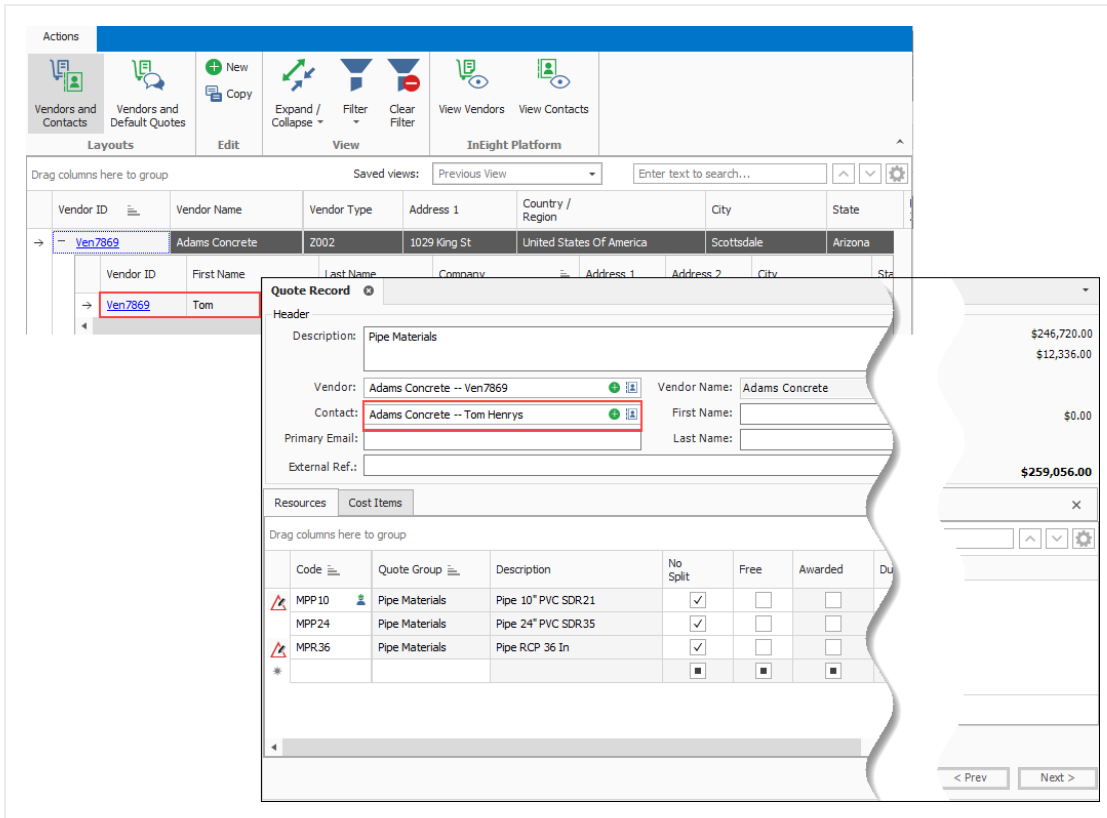 Actions
New
Copy
Vendors and Contacts
Vendors and Default Quotes
Expand / Collapse
Filter
Clear Filter
View Vendors
View Contacts
Layouts
Edit
View
InEight Platform
Drag columns here to group
Saved views:
Previous View
Enter text to search...
Vendor ID
Vendor Name
Vendor Type
Address 1
Country / Region
City
State
Ven7869
Adams Concrete
Z002
1029 King St
United States Of America
Scottsdale
Arizona
Vendor ID
First Name
Last Name
Company
Address 1
Address 2
City
Sta
Ven7869
Tom
Quote Record
Header
Description:
Pipe Materials
$246,720.00
$12,336.00
Vendor:
Adams Concrete -- Ven7869
Vendor Name:
Adams Concrete
Contact:
Adams Concrete -- Tom Henrys
First Name:
$0.00
Primary Email:
Last Name:
External Ref.:
$259,056.00
Resources
Cost Items
Drag columns here to group
Code
Quote Group
Description
No Split
Free
Awarded
Du
MPP10
Pipe Materials
Pipe 10" PVC SDR21
MPP24
Pipe Materials
Pipe 24" PVC SDR35
MPR36
Pipe Materials
Pipe RCP 36 In
< Prev
Next >